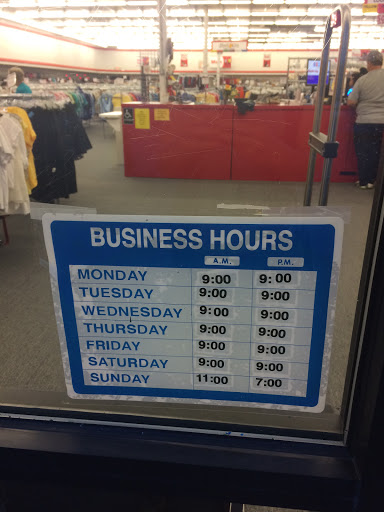 BUSINESS HOURS
A.M. P.M.
MONDAY 9:00 9:00
TUESDAY 9:00 9:00
WEDNESDAY 9:00 9:00
THURSDAY 9:00 9:00
FRIDAY 9:00 9:00
SATURDAY 9:00 9:00
SUNDAY 11:00 7:00